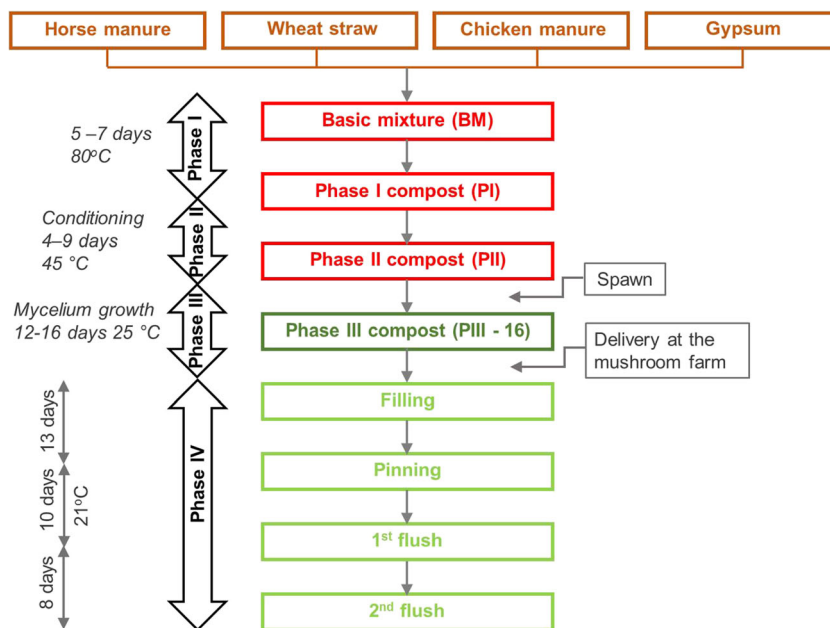 Horse manure
Wheat straw
Chicken manure
Gypsum
5 –7 days
80°C
Phase I
Basic mixture (BM)
Phase I compost (PI)
Conditioning
4–9 days
45 °C
Phase II
Phase II compost (PII)
Spawn
Mycelium growth
12-16 days 25 °C
Phase III
Phase III compost (PIII - 16)
Delivery at the
mushroom farm
13 days
10 days
8 days
21°C
Phase IV
Filling
Pinning
1st flush
2nd flush